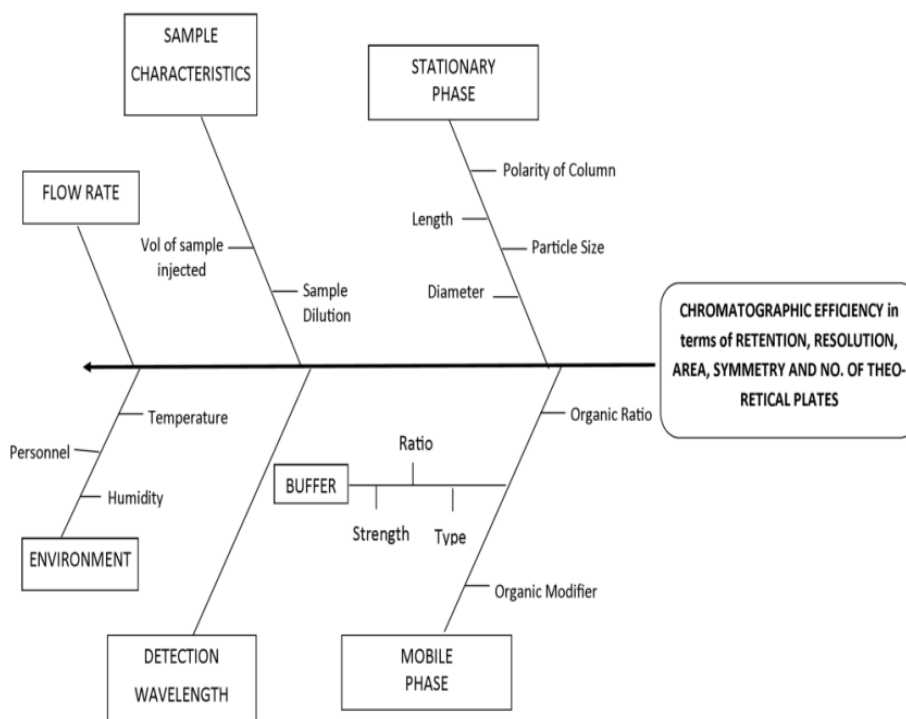 SAMPLE
CHARACTERISTICS
STATIONARY
PHASE
FLOW RATE
Polarity of Column
Length
Vol of sample
injected
Particle Size
Sample
Dilution
Diameter
CHROMATOGRAPHIC EFFICIENCY in
terms of RETENTION, RESOLUTION,
AREA, SYMMETRY AND NO. OF THEO-
RETICAL PLATES
Temperature
Organic Ratio
Personnel
Ratio
BUFFER
Humidity
Strength
Type
ENVIRONMENT
Organic Modifier
DETECTION
WAVELENGTH
MOBILE
PHASE